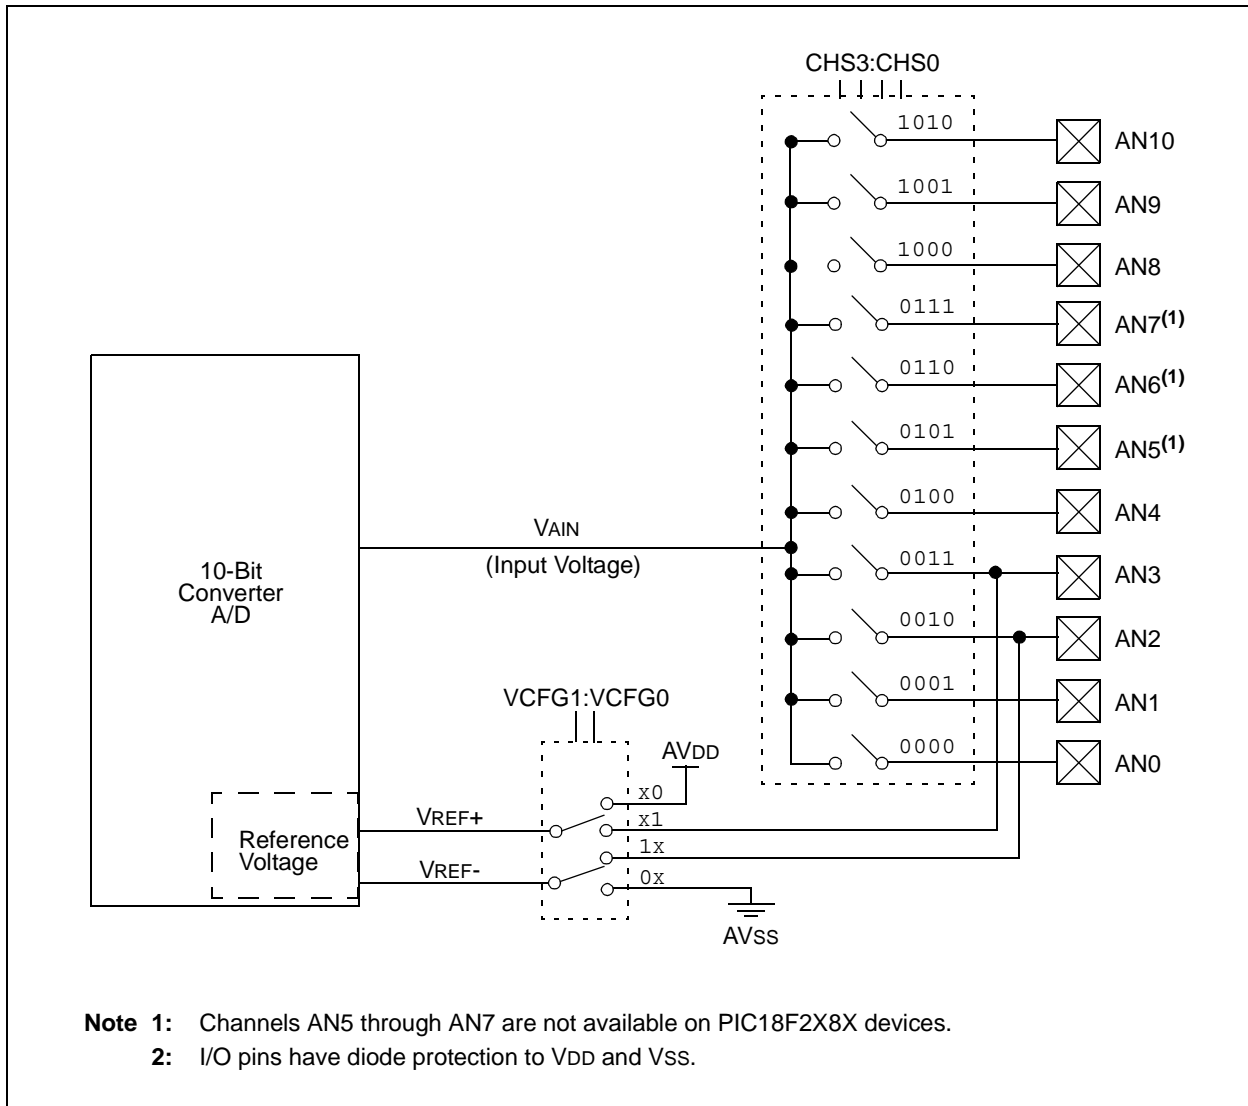 CHS3:CHS0
1010 AN10
1001 AN9
1000 AN8
0111 AN7(1)
0110 AN6(1)
0101 AN5(1)
0100 AN4
VAIN
(Input Voltage)
0011 AN3
10-Bit
Converter
A/D
0010 AN2
0001 AN1
VCFG1:VCFG0
0000 AN0
AVDD
x0
VREF+
x1
Reference
Voltage
1x
VREF-
0x
AVSS
Note 1: Channels AN5 through AN7 are not available on PIC18F2X8X devices.
2: I/O pins have diode protection to VDD and VSS.